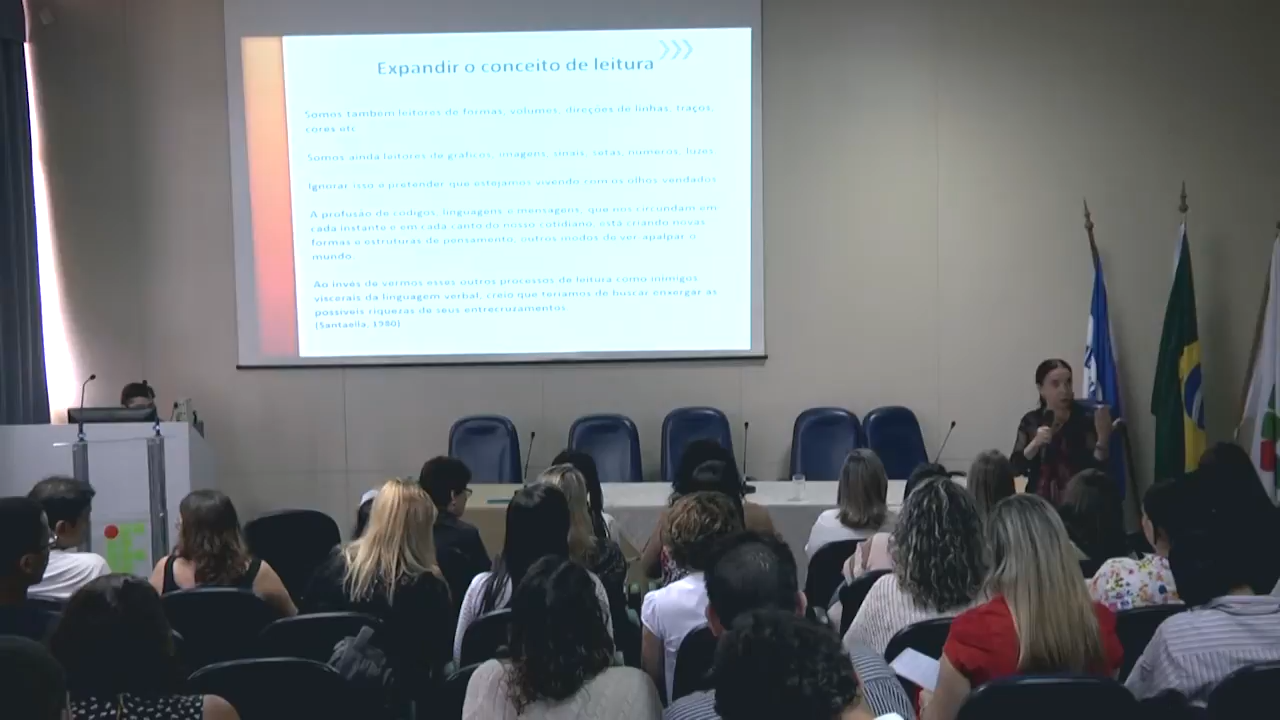 Expandir o conceito de leitura
Somos também leitores de formas, volumes, direções de linhas, traços,
cores etc.
Somos ainda leitores de gráficos, imagens, sinais, setas, números, luzes.
Ignorar isso é pretender que estejamos vivendo com os olhos vendados.
A profusão de códigos, linguagens e mensagens, que nos circundam em
cada instante e em cada canto do nosso cotidiano, está criando novas
formas e estruturas de pensamento, outros modos de ver, apalpar o
mundo.
Ao invés de vermos esses outros processos de leitura como inimigos
viscerais da linguagem verbal, creio que teríamos de buscar enxergar as
possíveis riquezas de seus entrecruzamentos.
(Santaella, 1980)
IF